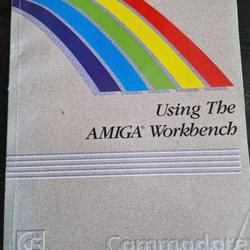 Using The
AMIGA® Workbench
Commodore